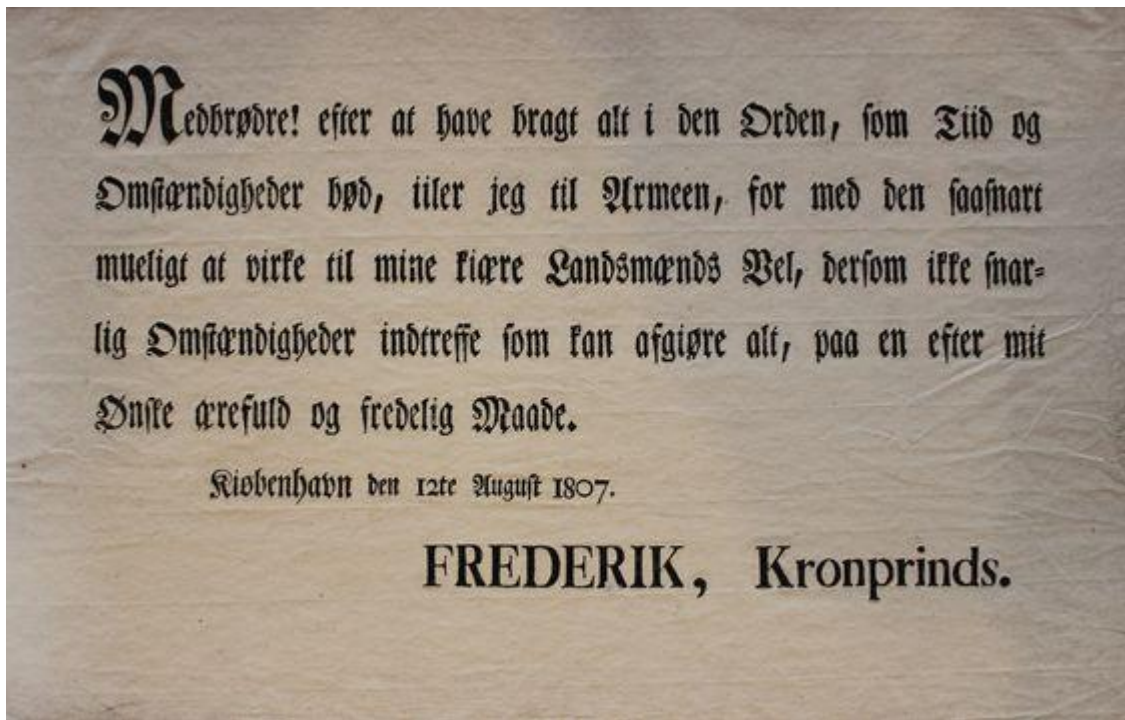 Medbrødre! efter at have bragt alt i den Orden, som Tiid og
Omstændigheder bød, iiler jeg til Armeen, for med den saasnart
mueligt at virke til mine kiære Landsmænds Vel, dersom ikke snar-
lig Omstændigheder indtreffe som kan afgiøre alt, paa en efter mit
Ønske ærefuld og fredelig Maade.
Kiøbenhavn den 12te August 1807.
FREDERIK, Kronprinds.